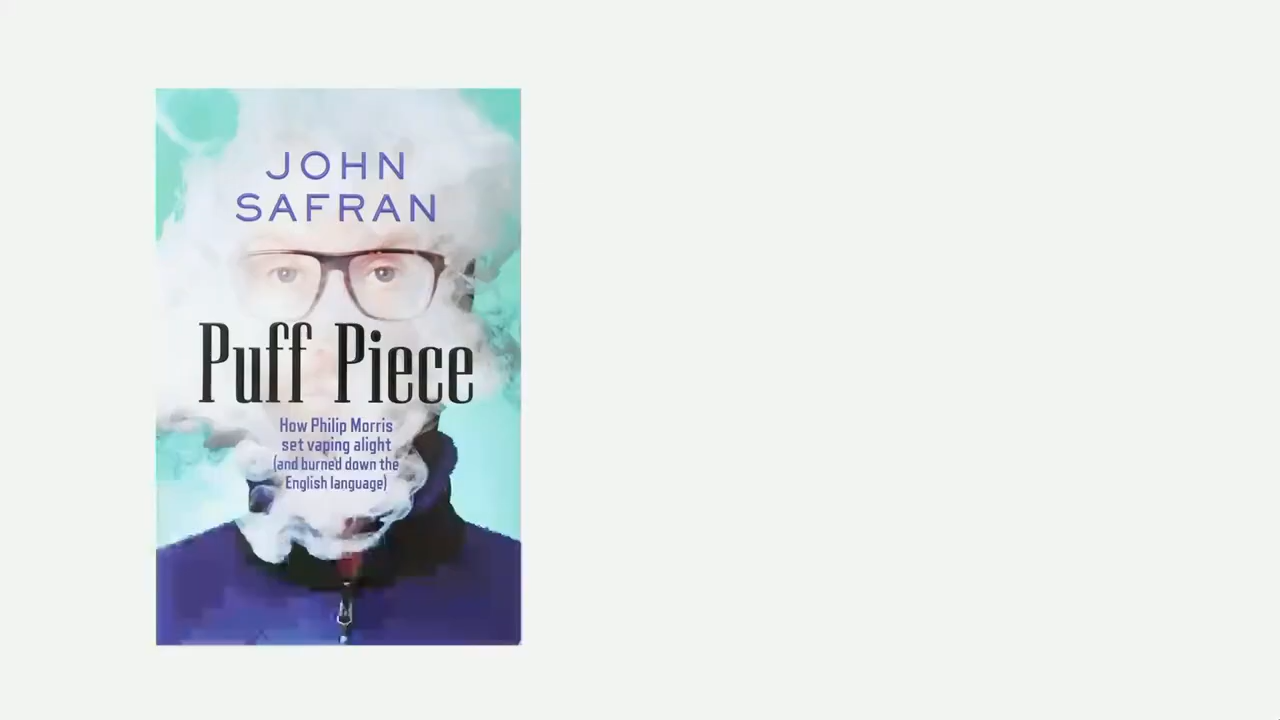 JOHN
SAFRAN
Puff Piece
How Philip Morris
set vaping alight
(and burned down the
English language)